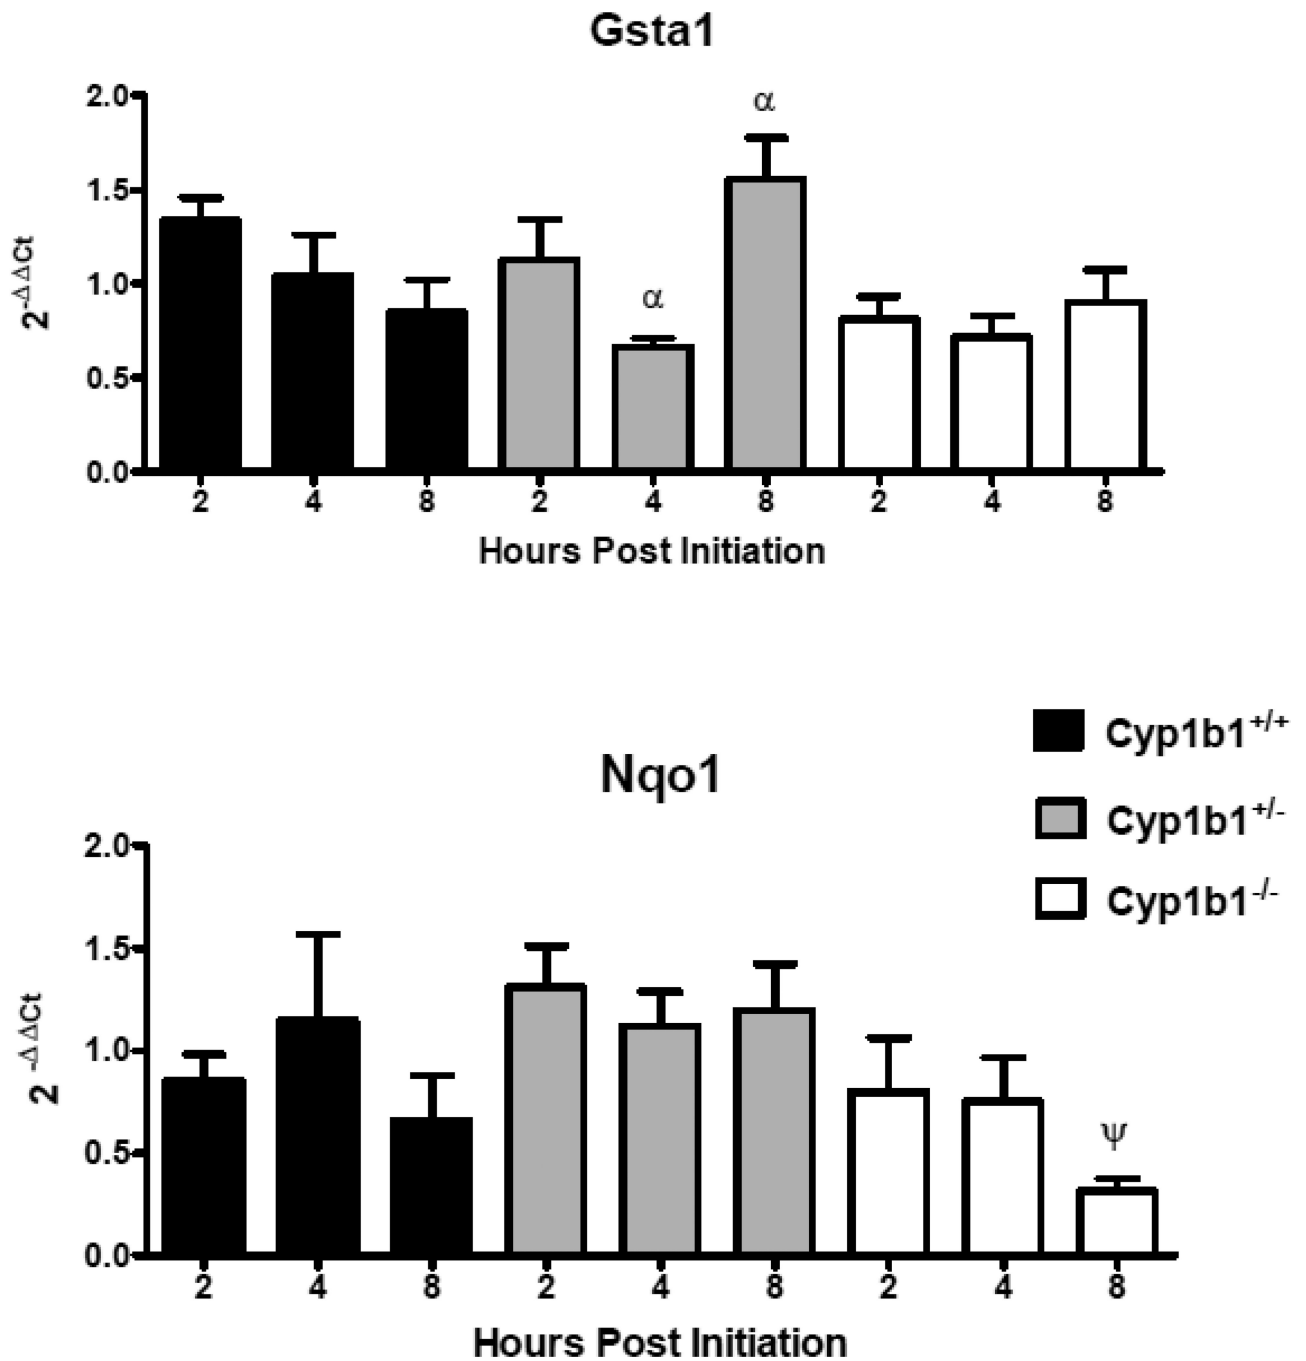 Gsta1
2.0
α
1.5
2^-ΔΔCt
1.0
α
0.5
0.0
2 4 8 2 4 8 2 4 8
Hours Post Initiation
Cyp1b1^+/+
Nqo1
Cyp1b1^+/-
2.0
Cyp1b1^-/-
1.5
2 ^-ΔΔCt
1.0
ψ
0.5
0.0
2 4 8 2 4 8 2 4 8
Hours Post Initiation